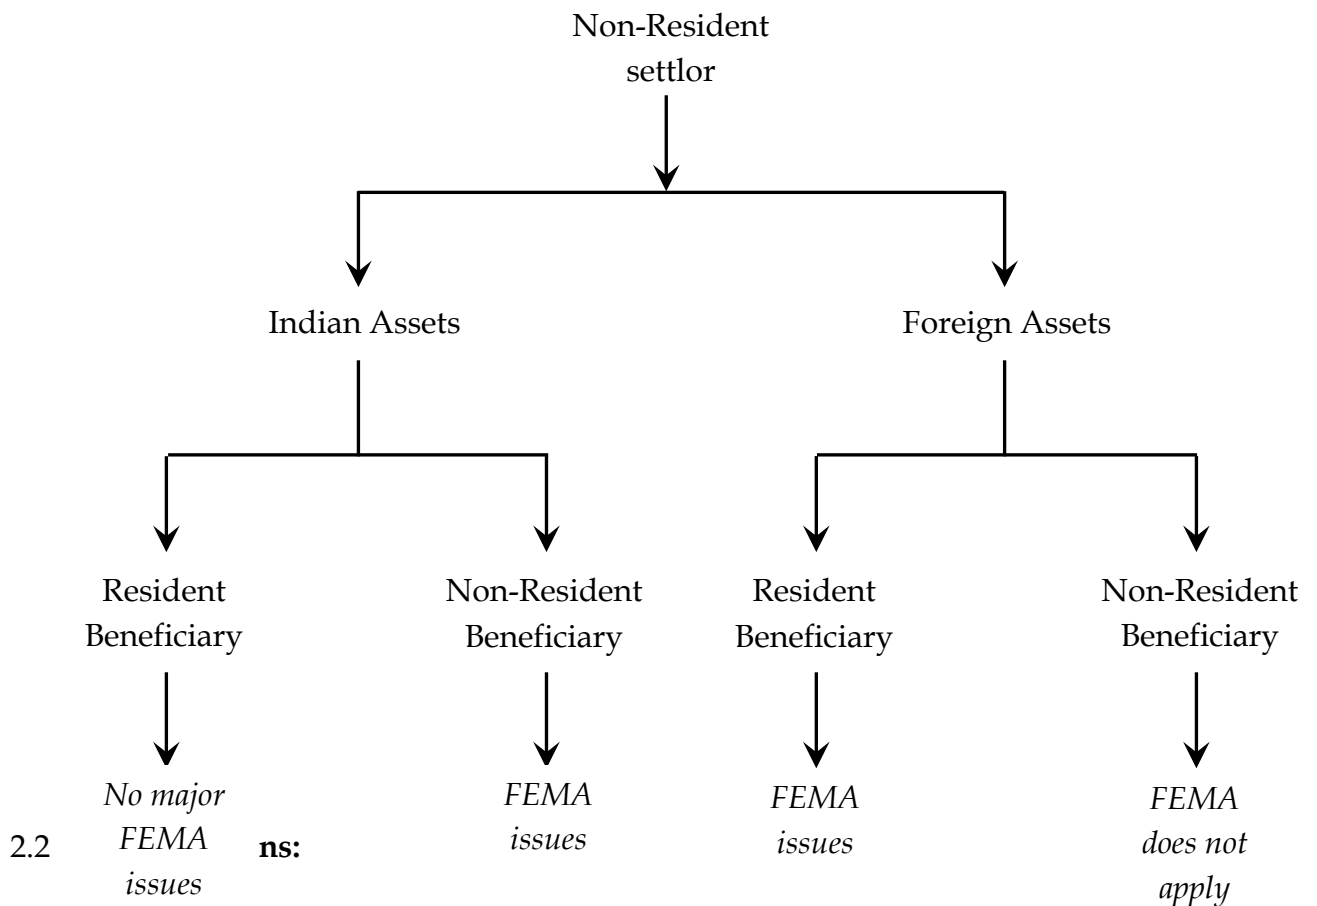 Non-Resident
settlor
Indian Assets
Foreign Assets
Resident
Beneficiary
Non-Resident
Beneficiary
Resident
Beneficiary
Non-Resident
Beneficiary
No major
FEMA
issues
FEMA
issues
FEMA
issues
FEMA
does not
apply
2.2 ns: